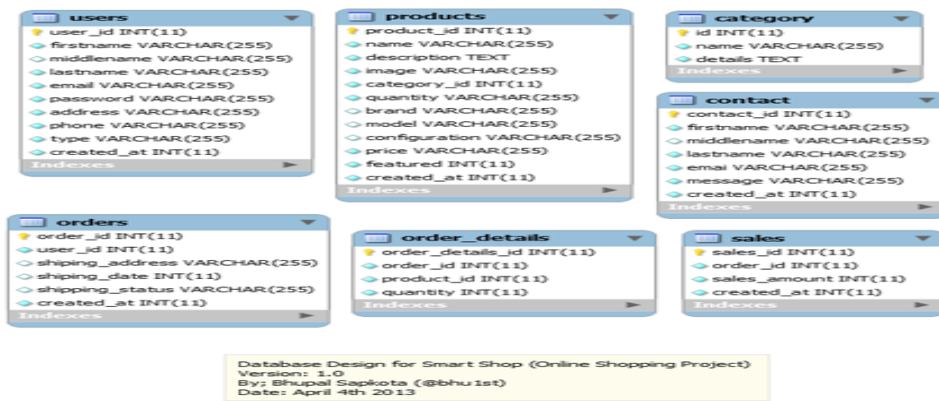 users
user_id INT(11)
firstname VARCHAR(255)
middlename VARCHAR(255)
lastname VARCHAR(255)
email VARCHAR(255)
password VARCHAR(255)
address VARCHAR(255)
phone VARCHAR(255)
type VARCHAR(255)
created_at INT(11)
Indexes
products
product_id INT(11)
name VARCHAR(255)
description TEXT
image VARCHAR(255)
category_id INT(11)
quantity VARCHAR(255)
brand VARCHAR(255)
model VARCHAR(255)
configuration VARCHAR(255)
price VARCHAR(255)
featured INT(11)
created_at INT(11)
Indexes
category
id INT(11)
name VARCHAR(255)
details TEXT
Indexes
contact
contact_id INT(11)
firstname VARCHAR(255)
middlename VARCHAR(255)
lastname VARCHAR(255)
emai VARCHAR(255)
message VARCHAR(255)
created_at INT(11)
Indexes
orders
order_id INT(11)
user_id INT(11)
shiping_address VARCHAR(255)
shiping_date INT(11)
shipping_status VARCHAR(255)
created_at INT(11)
Indexes
order_details
order_details_id INT(11)
order_id INT(11)
product_id INT(11)
quantity INT(11)
Indexes
sales
sales_id INT(11)
order_id INT(11)
sales_amount INT(11)
created_at INT(11)
Indexes
Database Design for Smart Shop (Online Shopping Project)
Version: 1.0
By; Bhupal Sapkota (@bhu1st)
Date: April 4th 2013